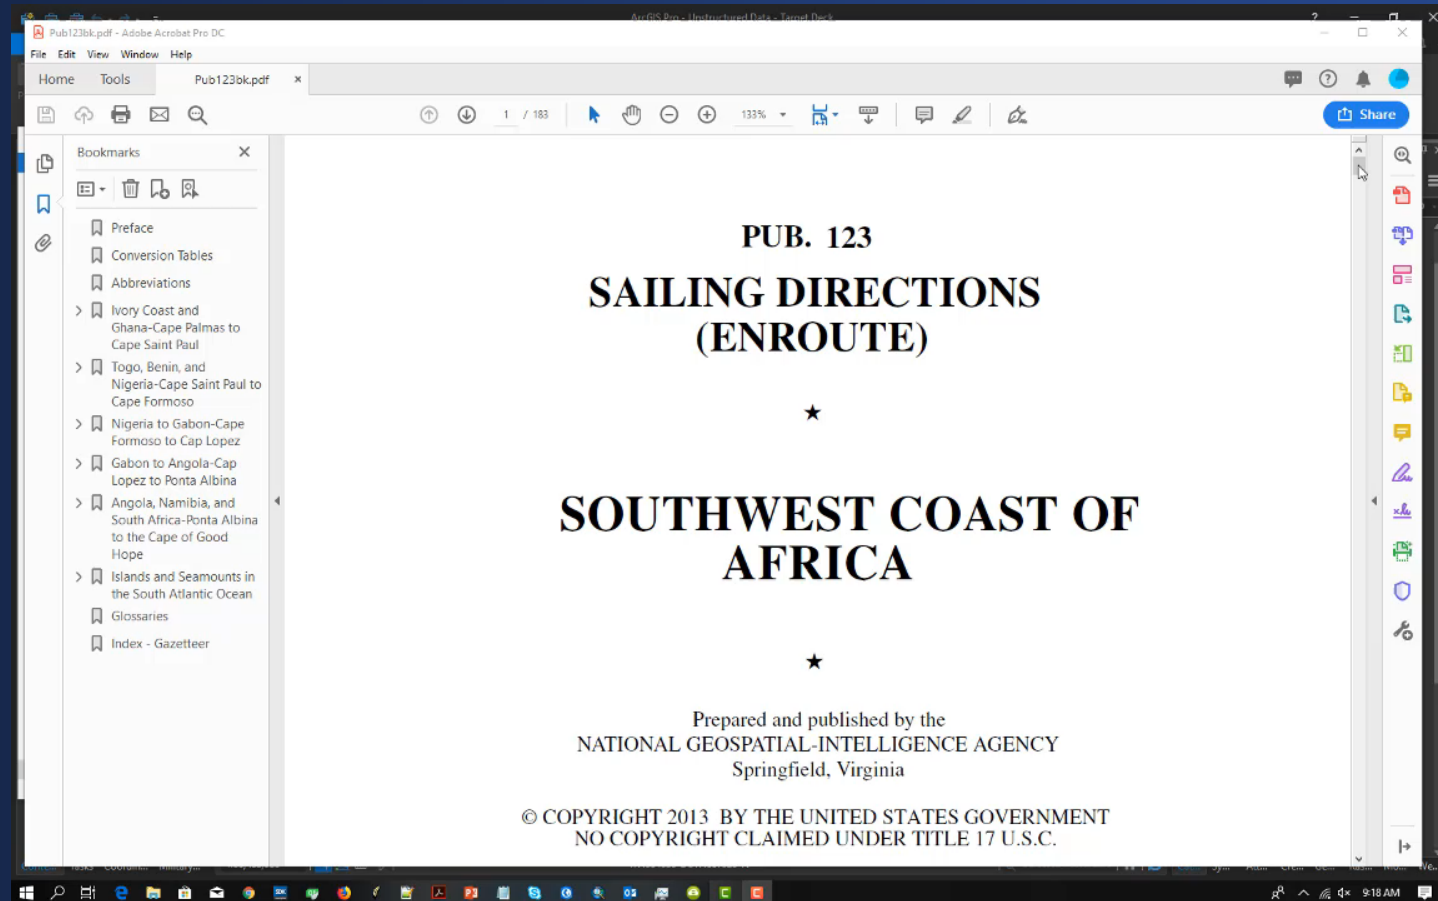 ArcGIS Pro - Unstructured Data - Target Deck
Pub123bk.pdf - Adobe Acrobat Pro DC
File Edit View Window Help
Home Tools Pub123bk.pdf
1 / 183 133% Share
Bookmarks
Preface
Conversion Tables
Abbreviations
Ivory Coast and
Ghana-Cape Palmas to
Cape Saint Paul
Togo, Benin, and
Nigeria-Cape Saint Paul to
Cape Formoso
Nigeria to Gabon-Cape
Formoso to Cap Lopez
Gabon to Angola-Cap
Lopez to Ponta Albina
Angola, Namibia, and
South Africa-Ponta Albina
to the Cape of Good
Hope
Islands and Seamounts in
the South Atlantic Ocean
Glossaries
Index - Gazetteer
PUB. 123
SAILING DIRECTIONS
(ENROUTE)
★
SOUTHWEST COAST OF
AFRICA
★
Prepared and published by the
NATIONAL GEOSPATIAL-INTELLIGENCE AGENCY
Springfield, Virginia
© COPYRIGHT 2013 BY THE UNITED STATES GOVERNMENT
NO COPYRIGHT CLAIMED UNDER TITLE 17 U.S.C.
9:18 AM